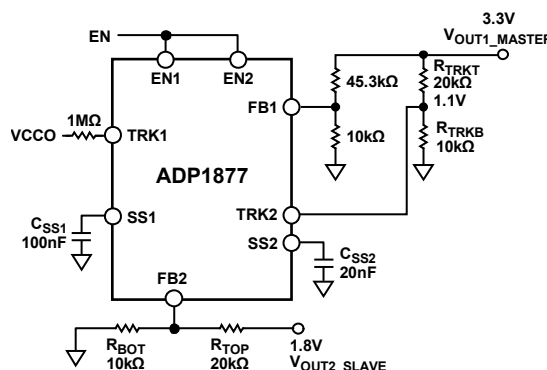 3.3V
VOUT1_MASTER
EN
EN1
EN2
RTRKT
20kΩ
45.3kΩ
1.1V
FB1
1MΩ
VCCO
TRK1
RTRKB
10kΩ
10kΩ
ADP1877
TRK2
SS1
CSS1
100nF
SS2
CSS2
20nF
FB2
RBOT
10kΩ
RTOP
20kΩ
1.8V
VOUT2_SLAVE